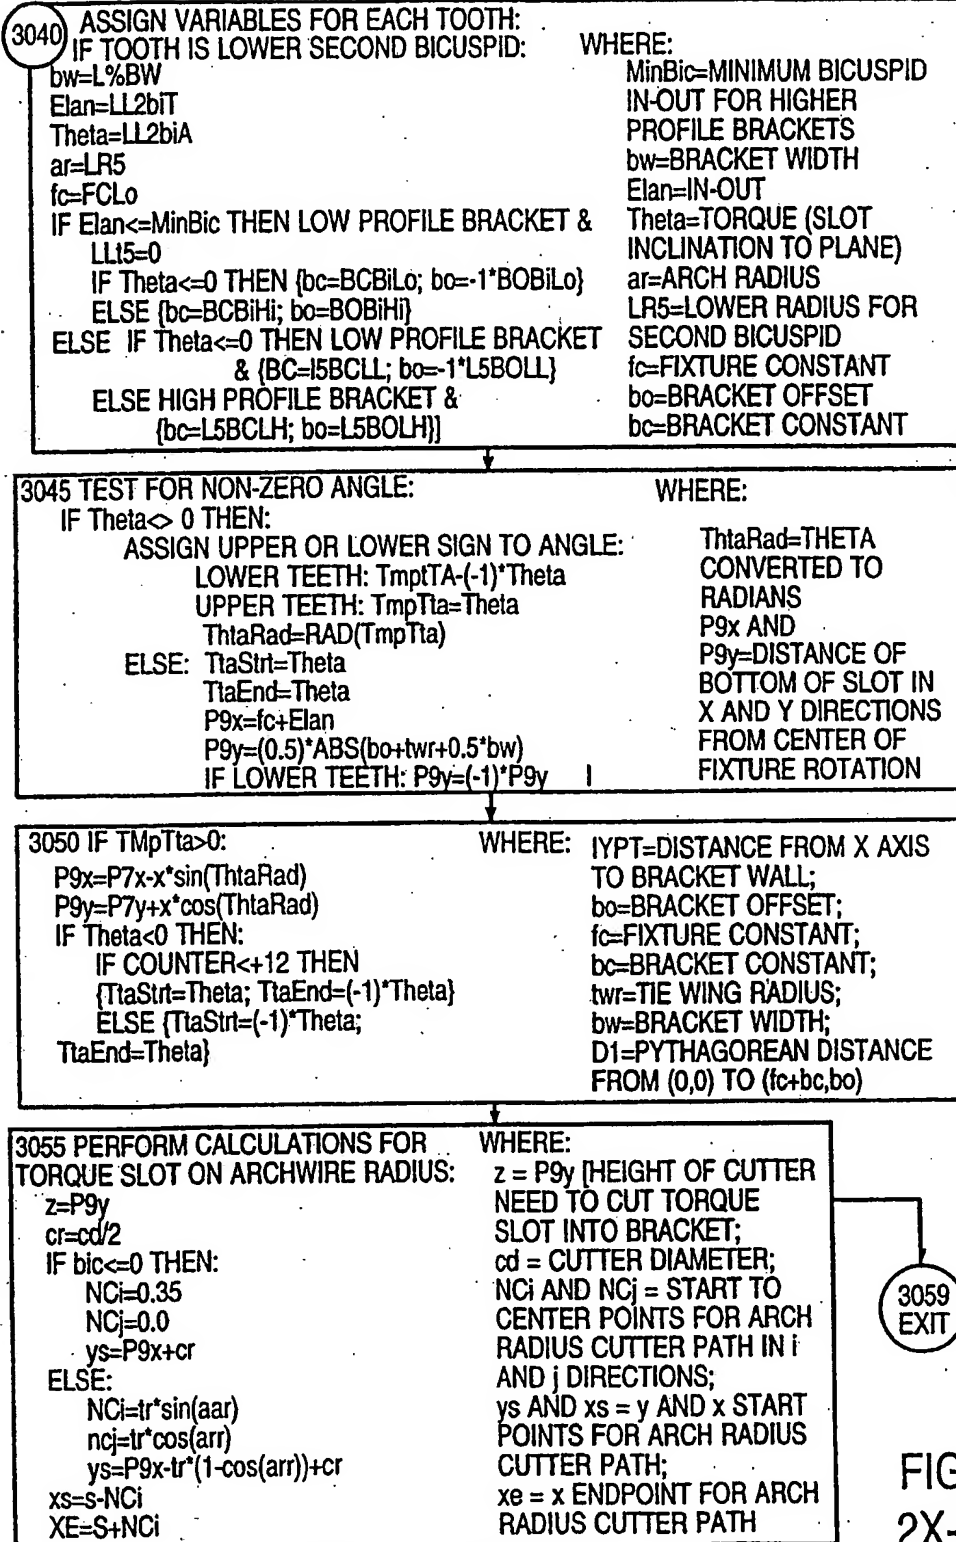 3040 ASSIGN VARIABLES FOR EACH TOOTH:
IF TOOTH IS LOWER SECOND BICUSPID:
bw=L%BW
Elan=LL2biT
Theta=LL2biA
ar=LR5
fc=FCLo
IF Elan<=MinBic THEN LOW PROFILE BRACKET &
LLt5=0
IF Theta<=0 THEN {bc=BCBiLo; bo=-1*BOBiLo}
ELSE {bc=BCBiHi; bo=BOBiHi}
ELSE IF Theta<=0 THEN LOW PROFILE BRACKET
& {BC=l5BCLL; bo=-1*L5BOLL}
ELSE HIGH PROFILE BRACKET &
{bc=L5BCLH; bo=L5BOLH}]
WHERE:
MinBic=MINIMUM BICUSPID
IN-OUT FOR HIGHER
PROFILE BRACKETS
bw=BRACKET WIDTH
Elan=IN-OUT
Theta=TORQUE (SLOT
INCLINATION TO PLANE)
ar=ARCH RADIUS
LR5=LOWER RADIUS FOR
SECOND BICUSPID
fc=FIXTURE CONSTANT
bo=BRACKET OFFSET
bc=BRACKET CONSTANT
3045 TEST FOR NON-ZERO ANGLE:
IF Theta<> 0 THEN:
ASSIGN UPPER OR LOWER SIGN TO ANGLE:
LOWER TEETH: TmptTA-(-1)*Theta
UPPER TEETH: TmpTta=Theta
ThtaRad=RAD(TmpTta)
ELSE: TtaStrt=Theta
TtaEnd=Theta
P9x=fc+Elan
P9y=(0.5)*ABS(bo+twr+0.5*bw)
IF LOWER TEETH: P9y=(-1)*P9y I
WHERE:
ThtaRad=THETA
CONVERTED TO
RADIANS
P9x AND
P9y=DISTANCE OF
BOTTOM OF SLOT IN
X AND Y DIRECTIONS
FROM CENTER OF
FIXTURE ROTATION
3050 IF TMpTta>0:
P9x=P7x-x*sin(ThtaRad)
P9y=P7y+x*cos(ThtaRad)
IF Theta<0 THEN:
IF COUNTER<+12 THEN
{TtaStrt=Theta; TtaEnd=(-1)*Theta}
ELSE {TtaStrt=(-1)*Theta;
TtaEnd=Theta}
WHERE: IYPT=DISTANCE FROM X AXIS
TO BRACKET WALL;
bo=BRACKET OFFSET;
fc=FIXTURE CONSTANT;
bc=BRACKET CONSTANT;
twr=TIE WING RADIUS;
bw=BRACKET WIDTH;
D1=PYTHAGOREAN DISTANCE
FROM (0,0) TO (fc+bc,bo)
3055 PERFORM CALCULATIONS FOR
TORQUE SLOT ON ARCHWIRE RADIUS:
z=P9y
cr=cd/2
IF bic<=0 THEN:
NCi=0.35
NCj=0.0
ys=P9x+cr
ELSE:
NCi=tr*sin(aar)
ncj=tr*cos(arr)
ys=P9x-tr*(1-cos(arr))+cr
xs=s-NCi
XE=S+NCi
WHERE:
z = P9y [HEIGHT OF CUTTER
NEED TO CUT TORQUE
SLOT INTO BRACKET;
cd = CUTTER DIAMETER;
NCi AND NCj = START TO
CENTER POINTS FOR ARCH
RADIUS CUTTER PATH IN i
AND j DIRECTIONS;
ys AND xs = y AND x START
POINTS FOR ARCH RADIUS
CUTTER PATH;
xe = x ENDPOINT FOR ARCH
RADIUS CUTTER PATH
3059
EXIT
FIG
2X-